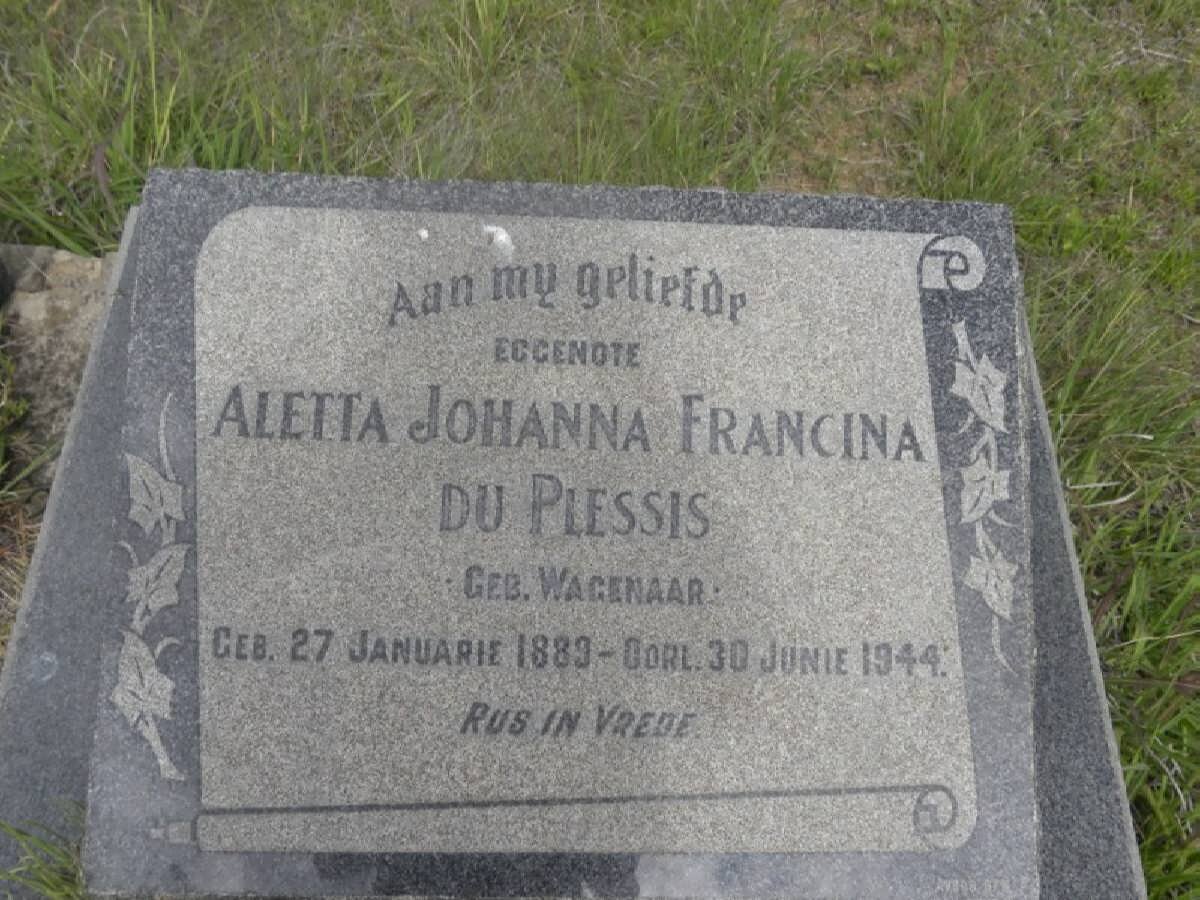 Aan my geliefde
EGGENOTE
ALETTA JOHANNA FRANCINA
DU PLESSIS
GEB. WAGENAAR
GEB. 27 JANUARIE 1889 - OORL. 30 JUNIE 1944.
RUS IN VREDE